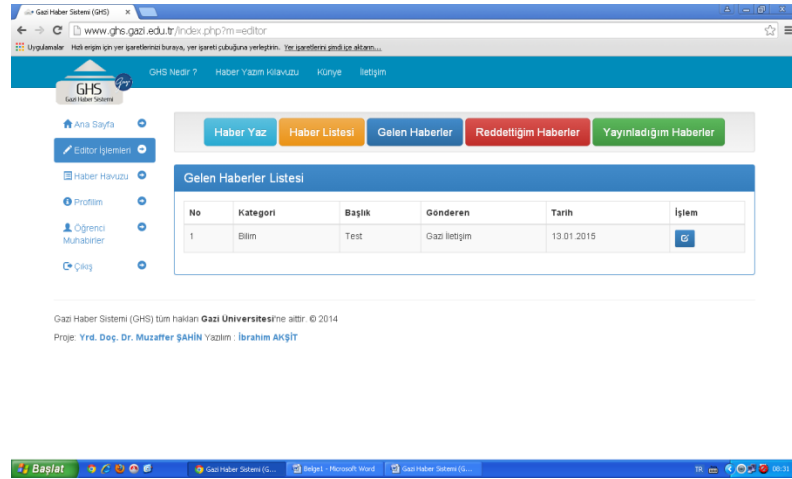 Gazi Haber Sistemi (GHS)
www.ghs.gazi.edu.tr/index.php?m=editor
Uygulamalar Hızlı erişim için yer işaretlerinizi buraya, yer işareti çubuğuna yerleştirin. Yer işaretlerini şimdi içe aktarın...
GHS Nedir ? Haber Yazım Kılavuzu Künye İletişim
GHS
Gazi Haber Sistemi
Ana Sayfa
Editor İşlemleri
Haber Havuzu
Profilim
Öğrenci Muhabirler
Çıkış
Haber Yaz Haber Listesi Gelen Haberler Reddettiğim Haberler Yayınladığım Haberler
Gelen Haberler Listesi
No Kategori Başlık Gönderen Tarih İşlem
1 Bilim Test Gazi İletişim 13.01.2015
Gazi Haber Sistemi (GHS) tüm hakları Gazi Üniversitesi'ne aittir. © 2014
Proje: Yrd. Doç. Dr. Muzaffer ŞAHİN Yazılım : İbrahim AKŞİT
Başlat Gazi Haber Sistemi (G... Belge1 - Microsoft Word Gazi Haber Sistemi (G... TR 08:31